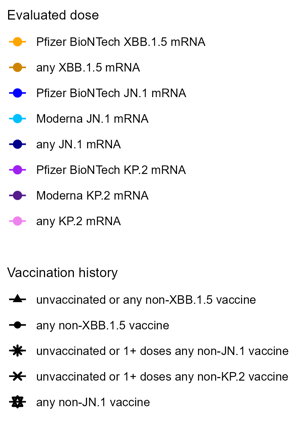 Evaluated dose
Pfizer BioNTech XBB.1.5 mRNA
any XBB.1.5 mRNA
Pfizer BioNTech JN.1 mRNA
Moderna JN.1 mRNA
any JN.1 mRNA
Pfizer BioNTech KP.2 mRNA
Moderna KP.2 mRNA
any KP.2 mRNA
Vaccination history
unvaccinated or any non-XBB.1.5 vaccine
any non-XBB.1.5 vaccine
unvaccinated or 1+ doses any non-JN.1 vaccine
unvaccinated or 1+ doses any non-KP.2 vaccine
any non-JN.1 vaccine